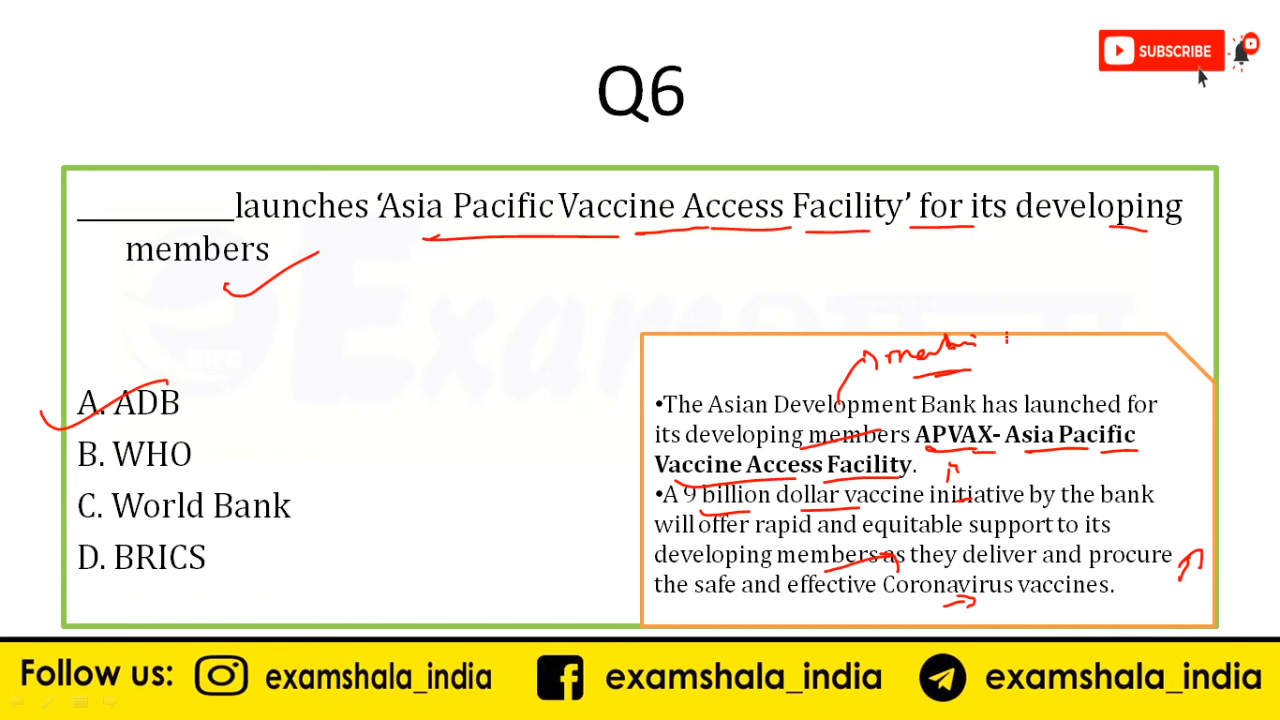 SUBSCRIBE
Q6
____________launches ‘Asia Pacific Vaccine Access Facility’ for its developing
members
A. ADB
B. WHO
C. World Bank
D. BRICS
•The Asian Development Bank has launched for
its developing members APVAX- Asia Pacific
Vaccine Access Facility.
•A 9 billion dollar vaccine initiative by the bank
will offer rapid and equitable support to its
developing members as they deliver and procure
the safe and effective Coronavirus vaccines.
Follow us: examshala_india examshala_india examshala_india